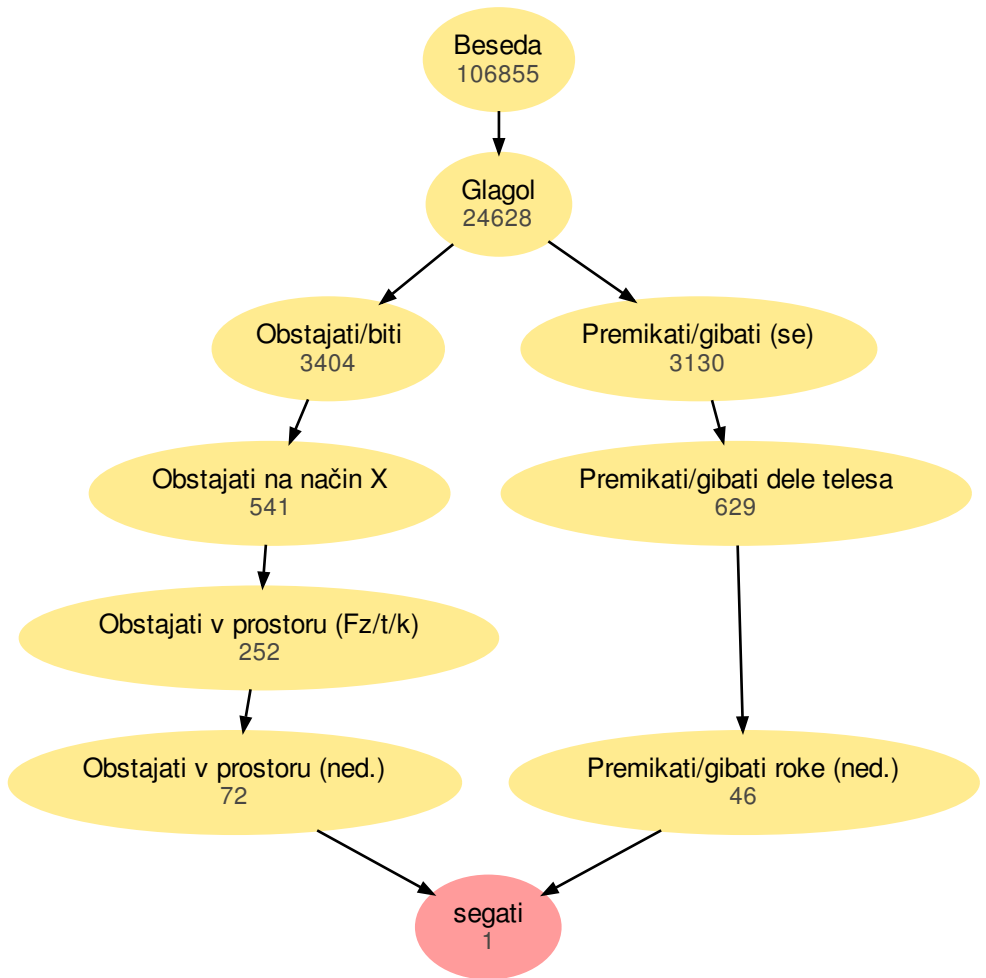 Beseda
106855
Glagol
24628
Obstajati/biti
3404
Premikati/gibati (se)
3130
Obstajati na način X
541
Premikati/gibati dele telesa
629
Obstajati v prostoru (Fz/t/k)
252
Obstajati v prostoru (ned.)
72
Premikati/gibati roke (ned.)
46
segati
1